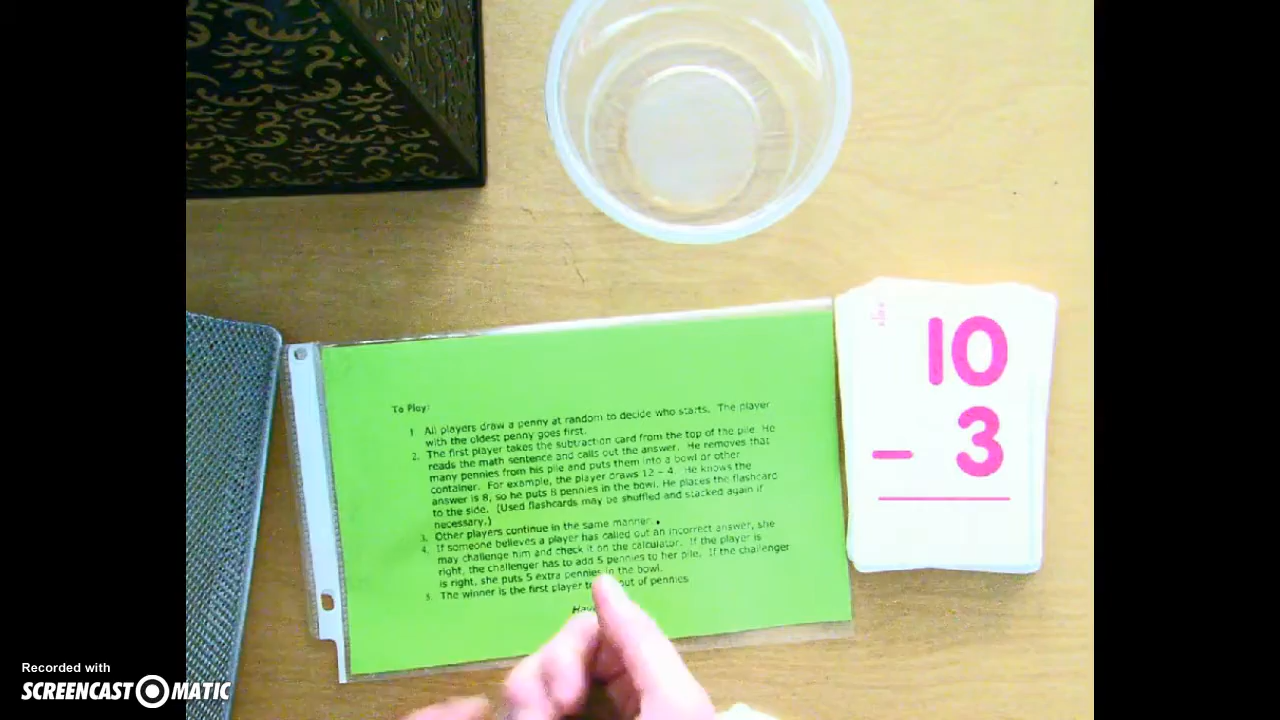 To Play:
1. All players draw a penny at random to decide who starts. The player
with the oldest penny goes first.
2. The first player takes the subtraction card from the top of the pile. He
reads the math sentence and calls out the answer. He removes that
many pennies from his pile and puts them into a bowl or other
container. For example, the player draws 12 – 4. He knows the
answer is 8, so he puts 8 pennies in the bowl. He places the flashcard
to the side. (Used flashcards may be shuffled and stacked again if
necessary.)
3. Other players continue in the same manner.
4. If someone believes a player has called out an incorrect answer, she
may challenge him and check it on the calculator. If the player is
right, the challenger has to add 5 pennies to her pile. If the challenger
is right, she puts 5 extra pennies in the bowl.
5. The winner is the first player to out of pennies
10
- 3
Recorded with
SCREENCAST MATIC